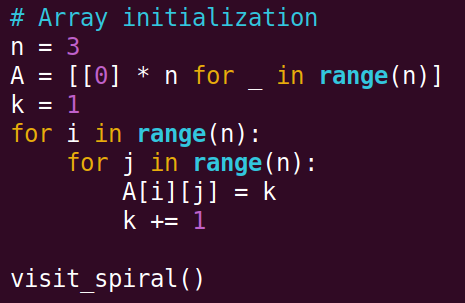 # Array initialization
n = 3
A = [[0] * n for _ in range(n)]
k = 1
for i in range(n):
    for j in range(n):
        A[i][j] = k
        k += 1

visit_spiral()